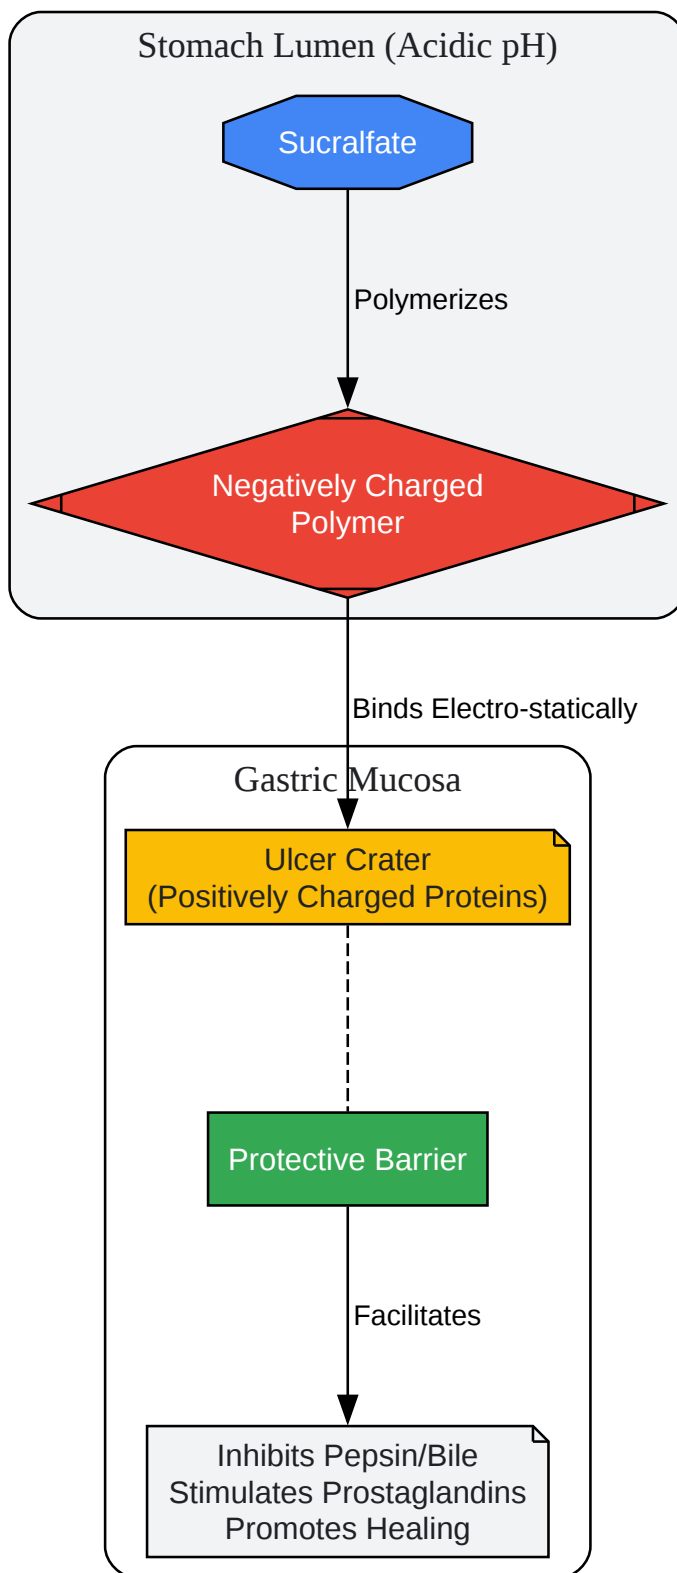 Stomach Lumen (Acidic pH)
Sucralfate
Polymerizes
Negatively Charged
Polymer
Binds Electro-statically
Gastric Mucosa
Ulcer Crater
(Positively Charged Proteins)
Protective Barrier
Facilitates
Inhibits Pepsin/Bile
Stimulates Prostaglandins
Promotes Healing